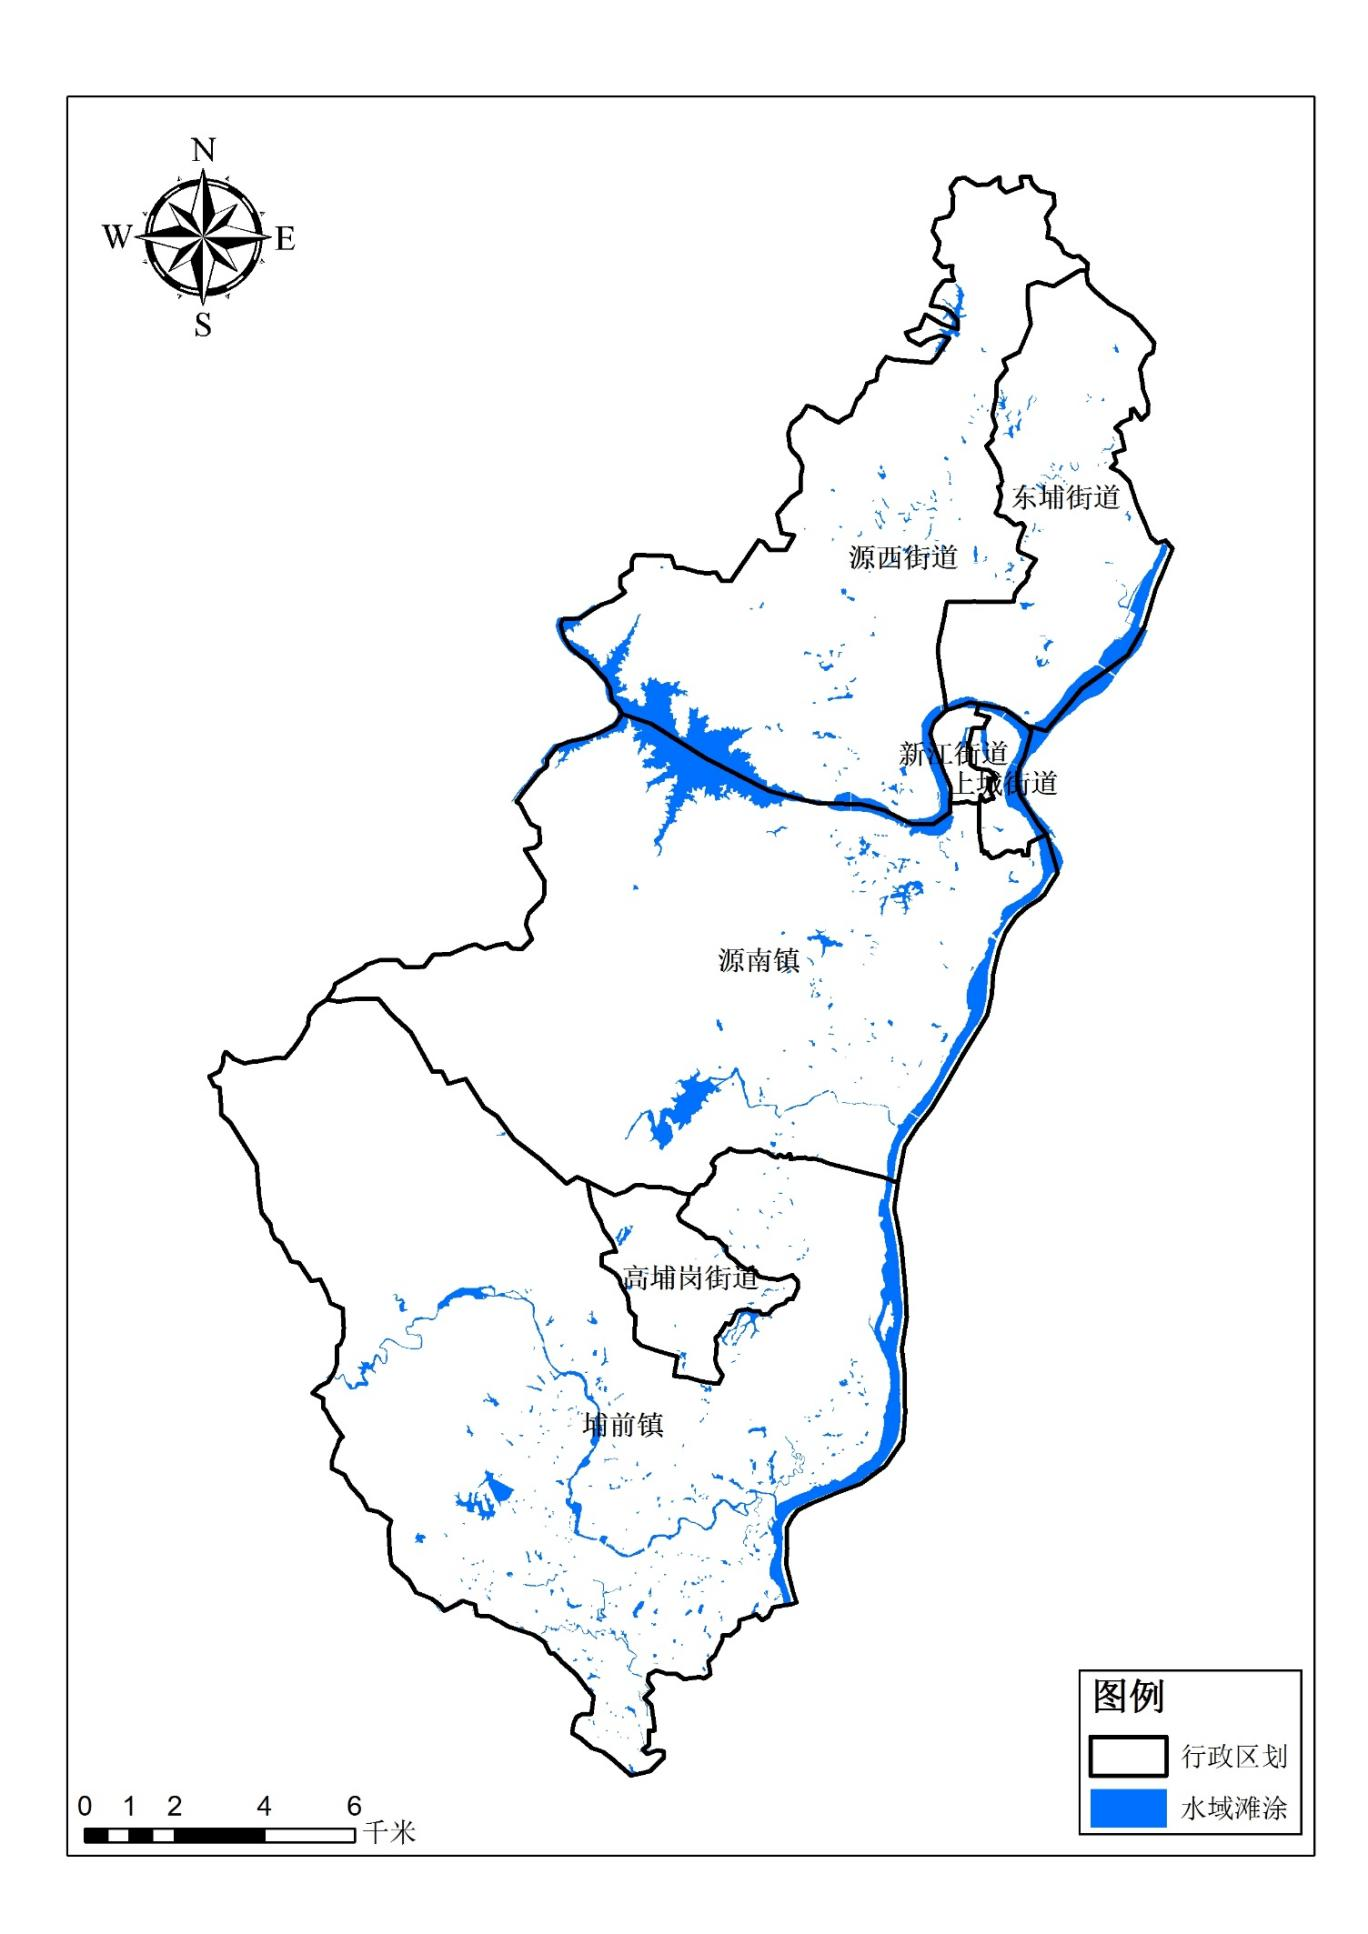 N
W E
S
东埔街道
源西街道
新江街道
上城街道
源南镇
高埔岗街道
埔前镇
图例
行政区划
水域滩涂
0 1 2 4 6
千米